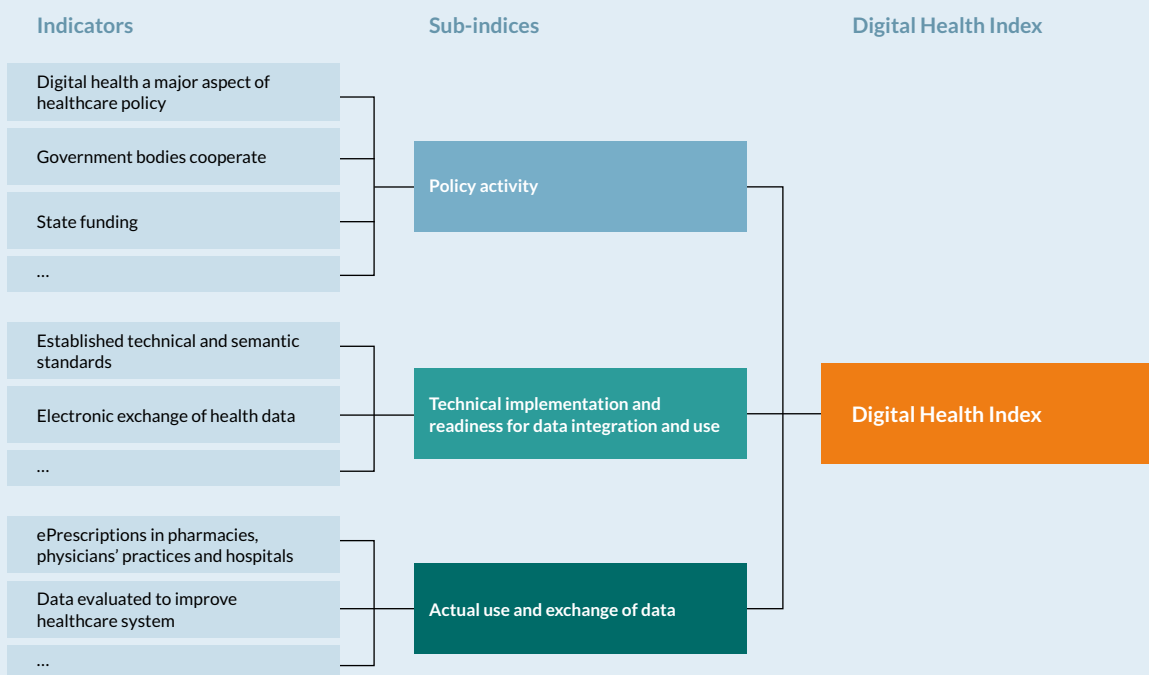 Indicators
Sub-indices
Digital Health Index
Digital health a major aspect of
healthcare policy
Government bodies cooperate
State funding
...
Policy activity
Established technical and semantic
standards
Electronic exchange of health data
...
Technical implementation and
readiness for data integration and use
ePrescriptions in pharmacies,
physicians’ practices and hospitals
Data evaluated to improve
healthcare system
...
Actual use and exchange of data
Digital Health Index